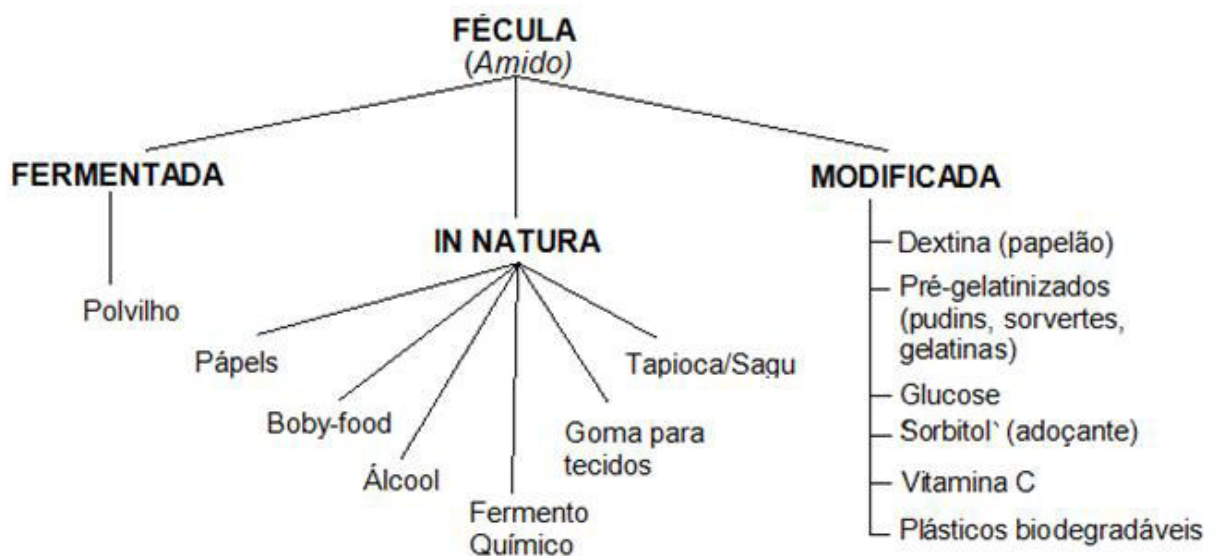 FÉCULA
(Amido)
FERMENTADA
Polvilho
IN NATURA
Pápels
Boby-food
Álcool
Fermento
Químico
Goma para
tecidos
Tapioca/Sagu
MODIFICADA
Dextina (papelão)
Pré-gelatinizados
(pudins, sorvertes,
gelatinas)
Glucose
Sorbitol` (adoçante)
Vitamina C
Plásticos biodegradáveis